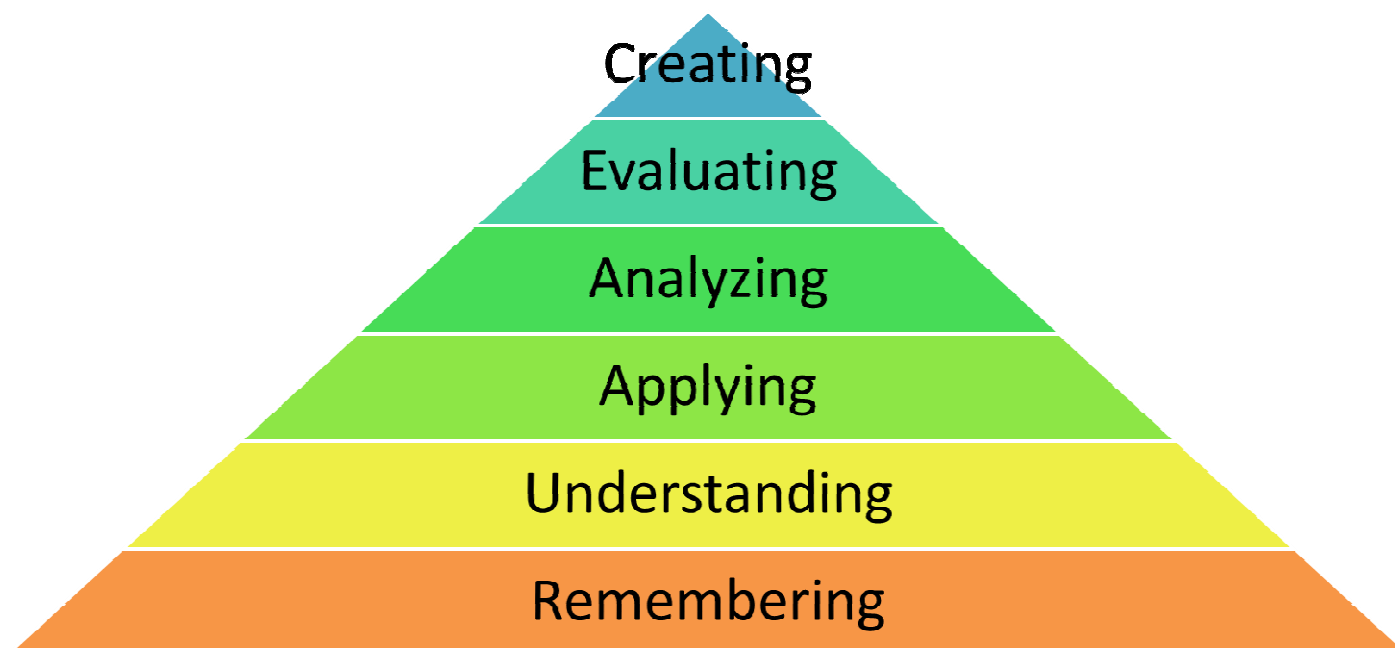 Creating
Evaluating
Analyzing
Applying
Understanding
Remembering